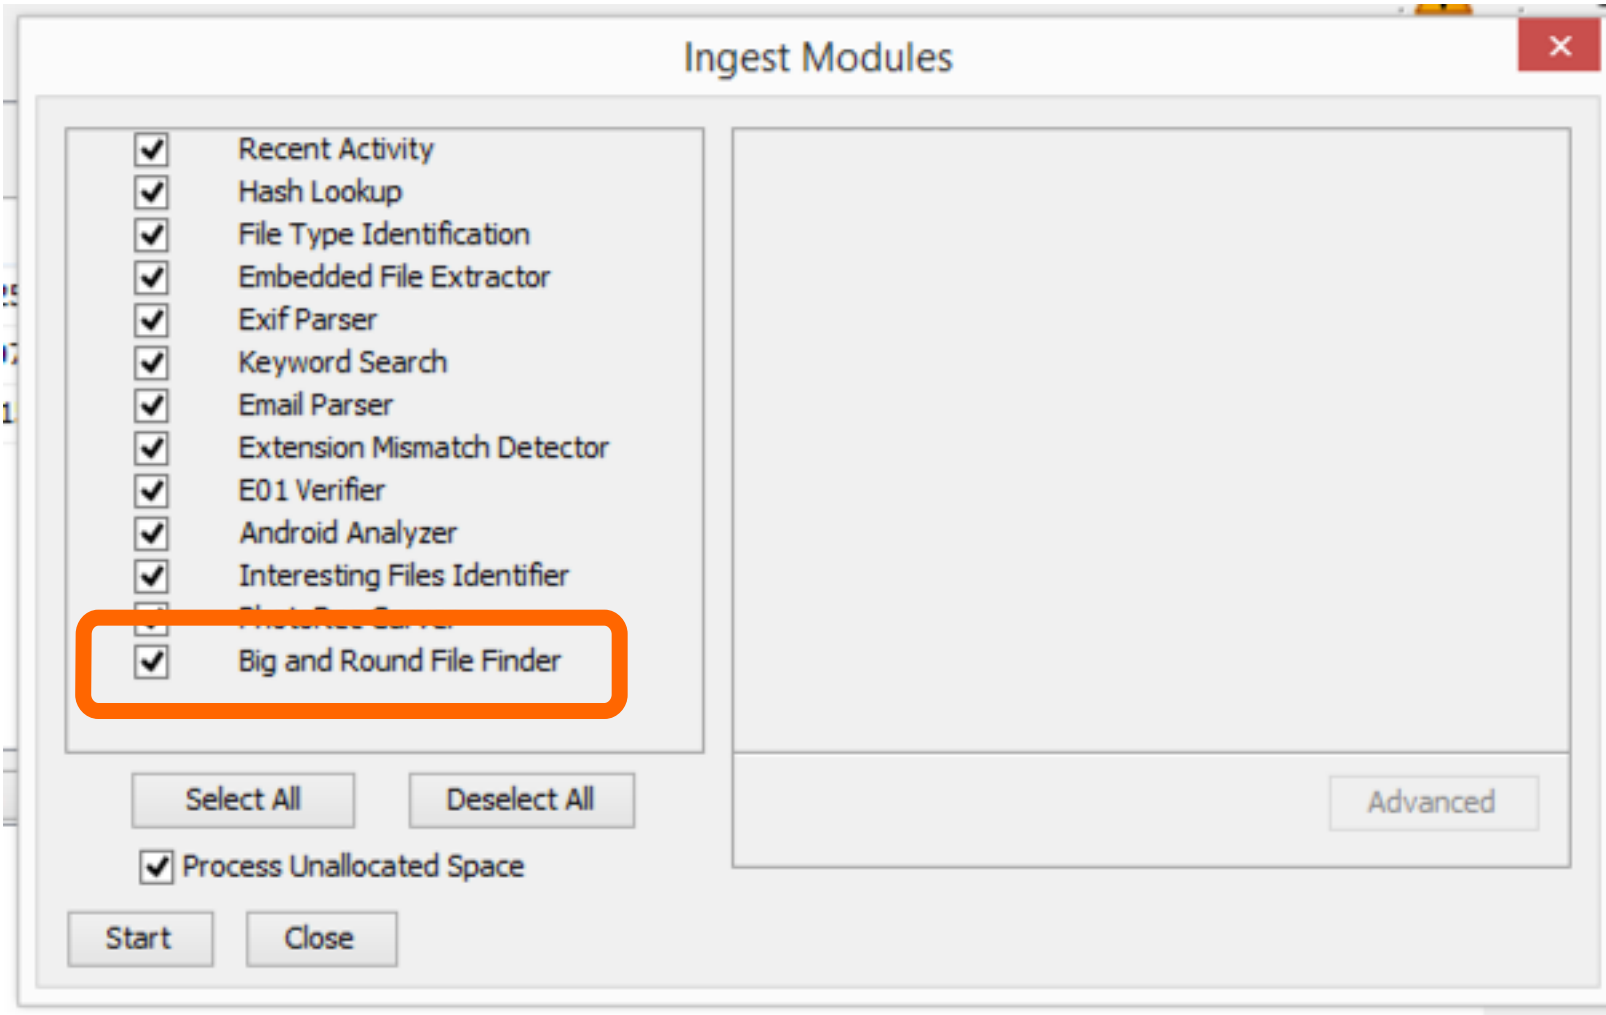 Ingest Modules
Recent Activity
Hash Lookup
File Type Identification
Embedded File Extractor
Exif Parser
Keyword Search
Email Parser
Extension Mismatch Detector
E01 Verifier
Android Analyzer
Interesting Files Identifier
PhotoRec Carver
Big and Round File Finder
Select All
Deselect All
Advanced
Process Unallocated Space
Start
Close